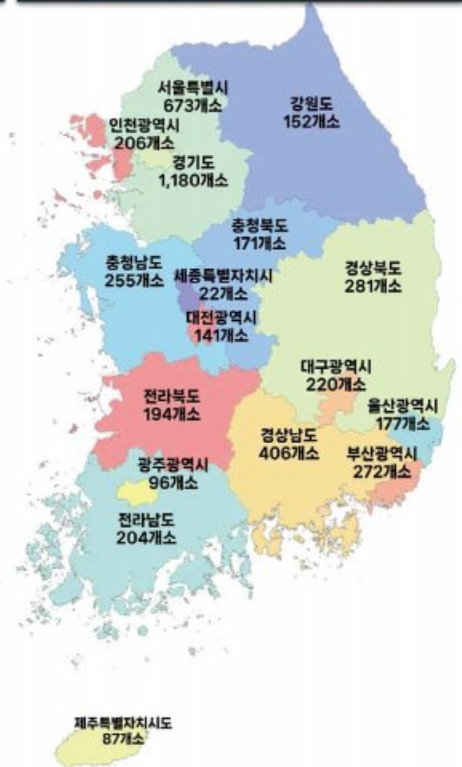 서울특별시
673개소
강원도
152개소
인천광역시
206개소
경기도
1,180개소
충청북도
171개소
충청남도
255개소
세종특별자치시
22개소
경상북도
281개소
대전광역시
141개소
대구광역시
220개소
전라북도
194개소
울산광역시
177개소
경상남도
406개소
부산광역시
272개소
광주광역시
96개소
전라남도
204개소
제주특별자치시도
87개소